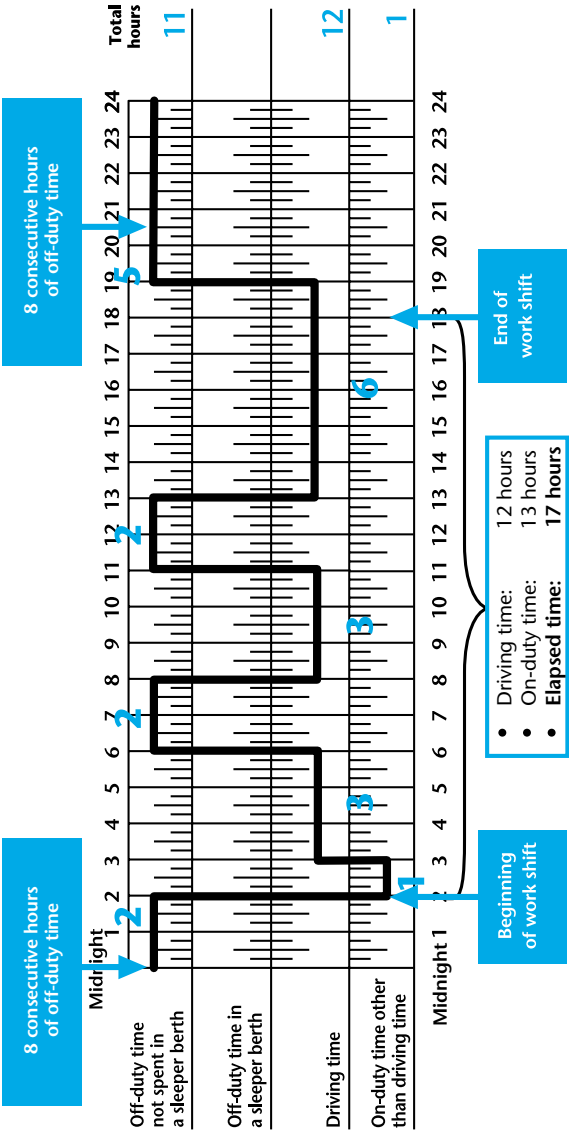 8 consecutive hours
of off-duty time
8 consecutive hours
of off-duty time
Midnight 1 2 3 4 5 6 7 8 9 10 11 12 13 14 15 16 17 18 19 20 21 22 23 24
Total
hours
2 2 2 5
Off-duty time
not spent in
a sleeper berth
11
Off-duty time in
a sleeper berth
Driving time
12
3 3 6
On-duty time other
than driving time
1
1
Midnight 1 2 3 4 5 6 7 8 9 10 11 12 13 14 15 16 17 18 19 20 21 22 23 24
Beginning
of work shift
End of
work shift
• Driving time: 12 hours
• On-duty time: 13 hours
• Elapsed time: 17 hours